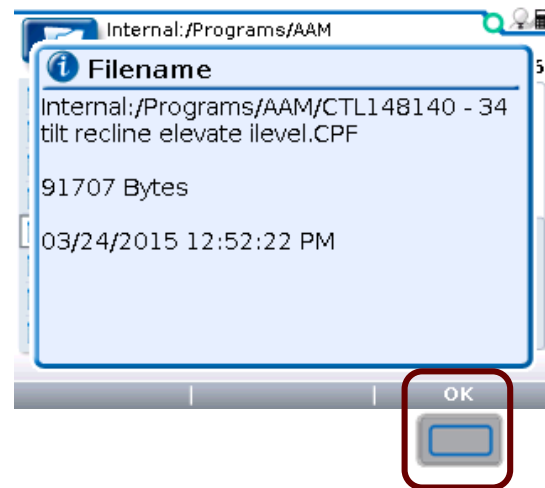 Internal:/Programs/AAM
Filename
5
Internal:/Programs/AAM/CTL148140 - 34
tilt recline elevate ilevel.CPF
91707 Bytes
03/24/2015 12:52:22 PM
OK